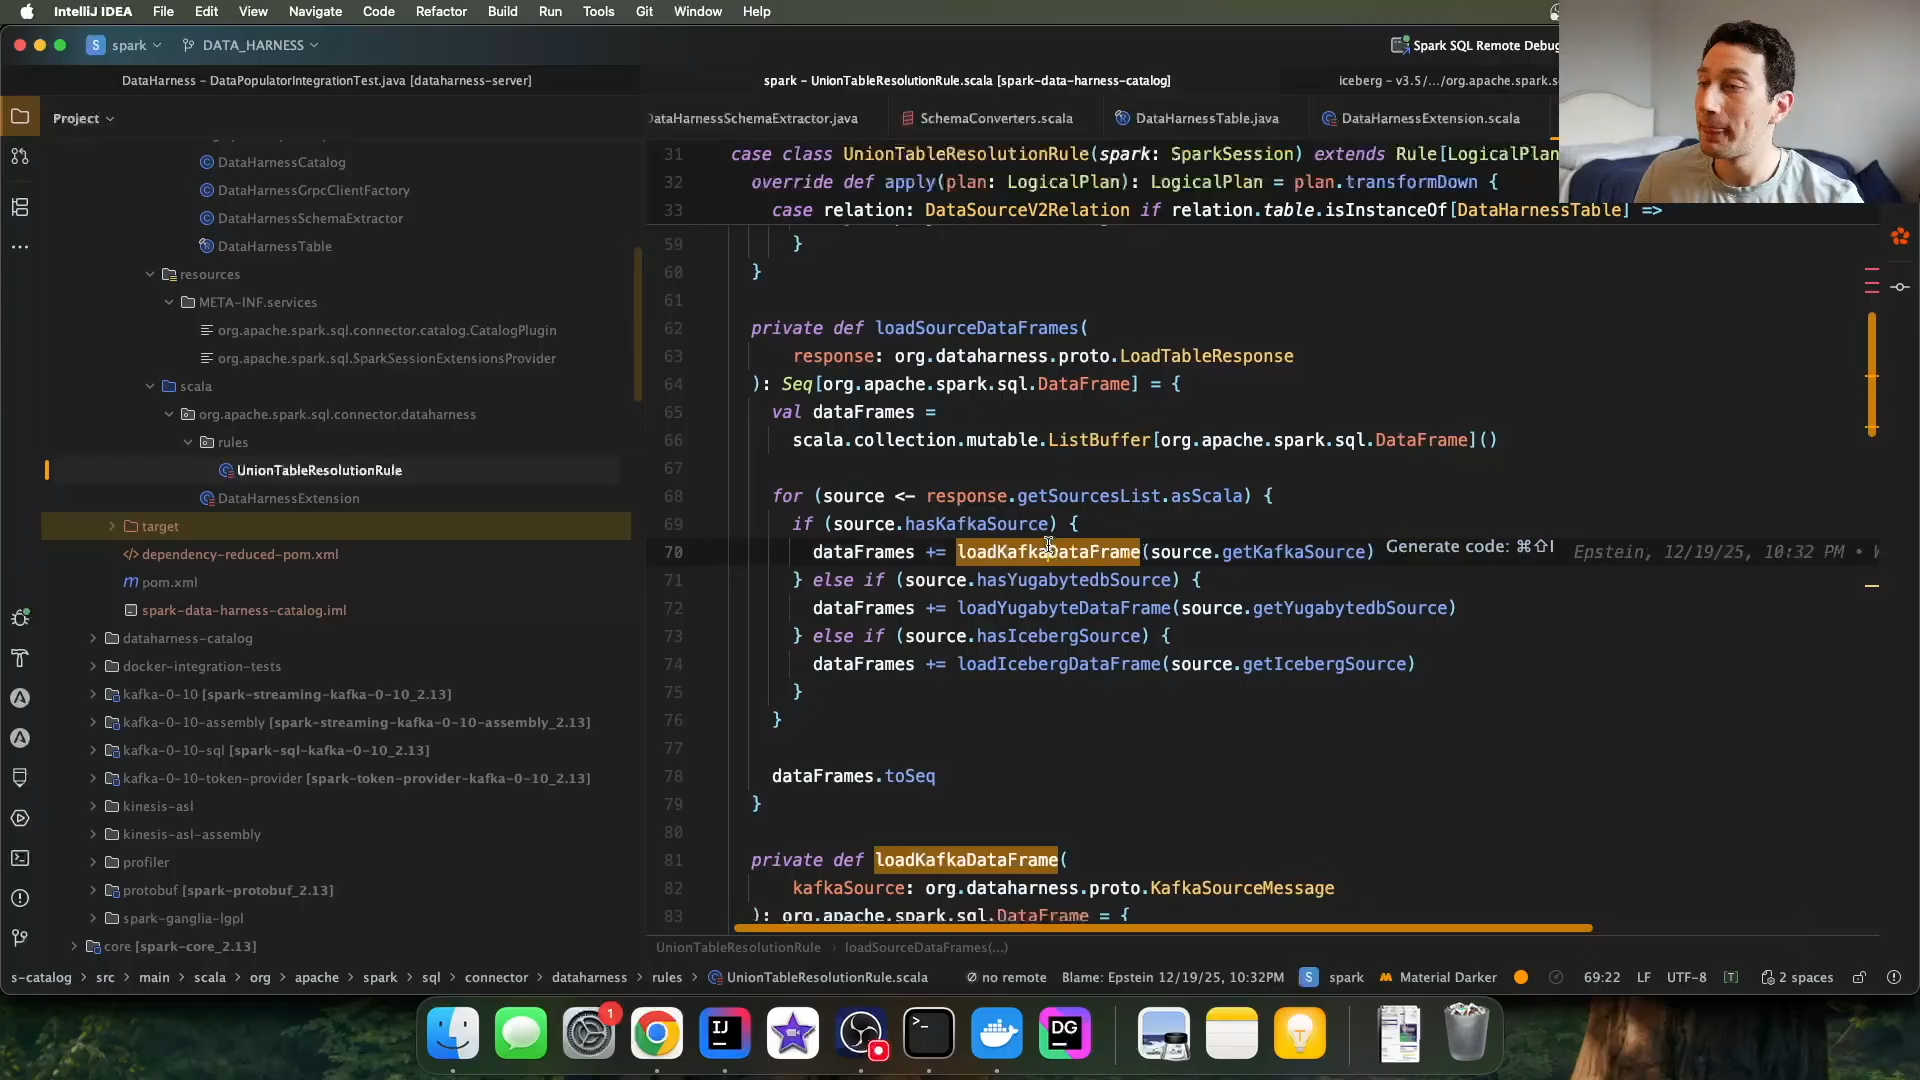 IntelliJ IDEA File Edit View Navigate Code Refactor Build Run Tools Git Window Help
S spark DATA_HARNESS Spark SQL Remote Debug
DataHarness – DataPopulatorIntegrationTest.java [dataharness-server] spark – UnionTableResolutionRule.scala [spark-data-harness-catalog] iceberg – v3.5/.../org.apache.spark.s
Project
DataHarnessSchemaExtractor.java SchemaConverters.scala DataHarnessTable.java DataHarnessExtension.scala
DataHarnessCatalog
DataHarnessGrpcClientFactory
DataHarnessSchemaExtractor
DataHarnessTable
resources
META-INF.services
org.apache.spark.sql.connector.catalog.CatalogPlugin
org.apache.spark.sql.SparkSessionExtensionsProvider
scala
org.apache.spark.sql.connector.dataharness
rules
UnionTableResolutionRule
DataHarnessExtension
target
</> dependency-reduced-pom.xml
m pom.xml
spark-data-harness-catalog.iml
dataharness-catalog
docker-integration-tests
kafka-0-10 [spark-streaming-kafka-0-10_2.13]
kafka-0-10-assembly [spark-streaming-kafka-0-10-assembly_2.13]
kafka-0-10-sql [spark-sql-kafka-0-10_2.13]
kafka-0-10-token-provider [spark-token-provider-kafka-0-10_2.13]
kinesis-asl
kinesis-asl-assembly
profiler
protobuf [spark-protobuf_2.13]
spark-ganglia-lgpl
core [spark-core_2.13]
31 case class UnionTableResolutionRule(spark: SparkSession) extends Rule[LogicalPlan
32 override def apply(plan: LogicalPlan): LogicalPlan = plan.transformDown {
33 case relation: DataSourceV2Relation if relation.table.isInstanceOf[DataHarnessTable] =>
59 }
60 }
61
62 private def loadSourceDataFrames(
63 response: org.dataharness.proto.LoadTableResponse
64 ): Seq[org.apache.spark.sql.DataFrame] = {
65 val dataFrames =
66 scala.collection.mutable.ListBuffer[org.apache.spark.sql.DataFrame]()
67
68 for (source <- response.getSourcesList.asScala) {
69 if (source.hasKafkaSource) {
70 dataFrames += loadKafkaDataFrame(source.getKafkaSource) Generate code: ⌘⇧I Epstein, 12/19/25, 10:32 PM •
71 } else if (source.hasYugabytedbSource) {
72 dataFrames += loadYugabyteDataFrame(source.getYugabytedbSource)
73 } else if (source.hasIcebergSource) {
74 dataFrames += loadIcebergDataFrame(source.getIcebergSource)
75 }
76 }
77
78 dataFrames.toSeq
79 }
80
81 private def loadKafkaDataFrame(
82 kafkaSource: org.dataharness.proto.KafkaSourceMessage
83 ): org.apache.spark.sql.DataFrame = {
UnionTableResolutionRule > loadSourceDataFrames(...)
s-catalog > src > main > scala > org > apache > spark > sql > connector > dataharness > rules > UnionTableResolutionRule.scala no remote Blame: Epstein 12/19/25, 10:32PM S spark Material Darker 69:22 LF UTF-8 [T] 2 spaces
1
IJ
>_
DG